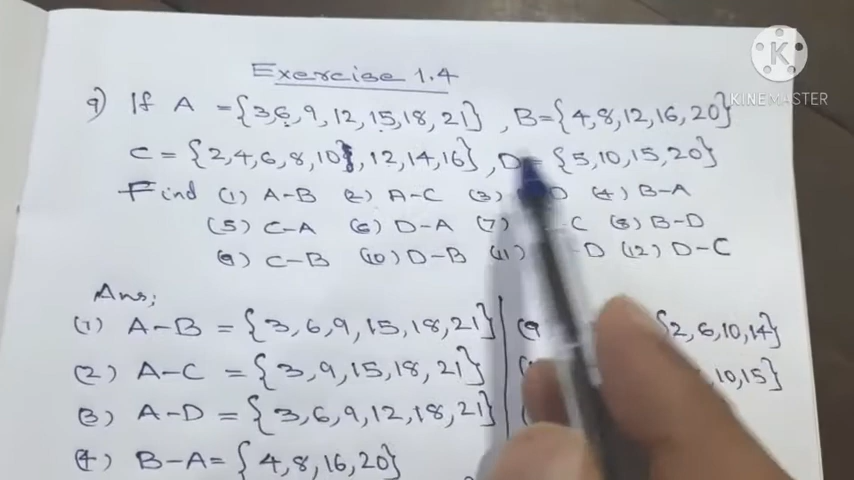 Exercise 1.4
9) If A = {3,6,9,12,15,18,21}, B={4,8,12,16,20}
C = {2,4,6,8,10,12,14,16}, D= {5,10,15,20}
Find (1) A-B (2) A-C (3) D (4) B-A
(5) C-A (6) D-A (7) -C (8) B-D
(9) C-B (10) D-B (11) -D (12) D-C
Ans;
(1) A-B = {3,6,9,15,18,21}
(2) A-C = {3,9,15,18,21}
(3) A-D = {3,6,9,12,18,21}
(4) B-A = {4,8,16,20}
(9 {2,6,10,14}
10,15}
K
KINEMASTER